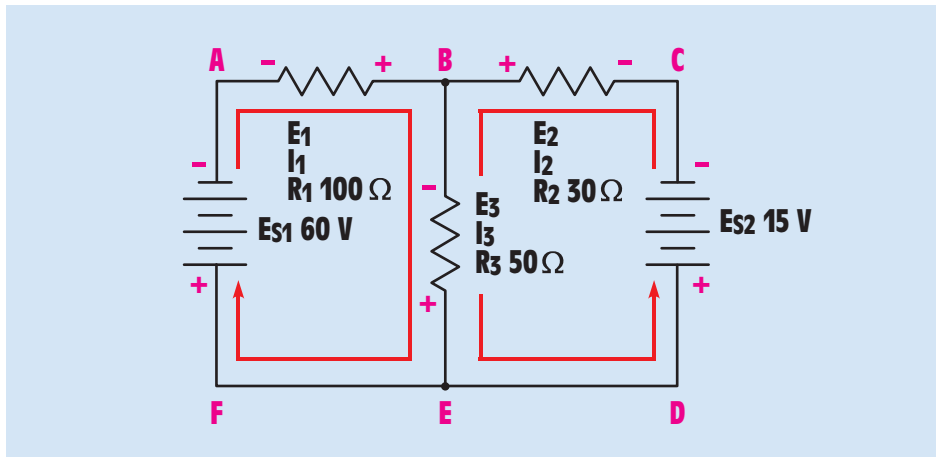 A − + B + − C
E1
I1
R1 100 Ω
E2
I2
R2 30 Ω
− − −
E3
I3
R3 50 Ω
ES1 60 V
ES2 15 V
+ + +
F E D